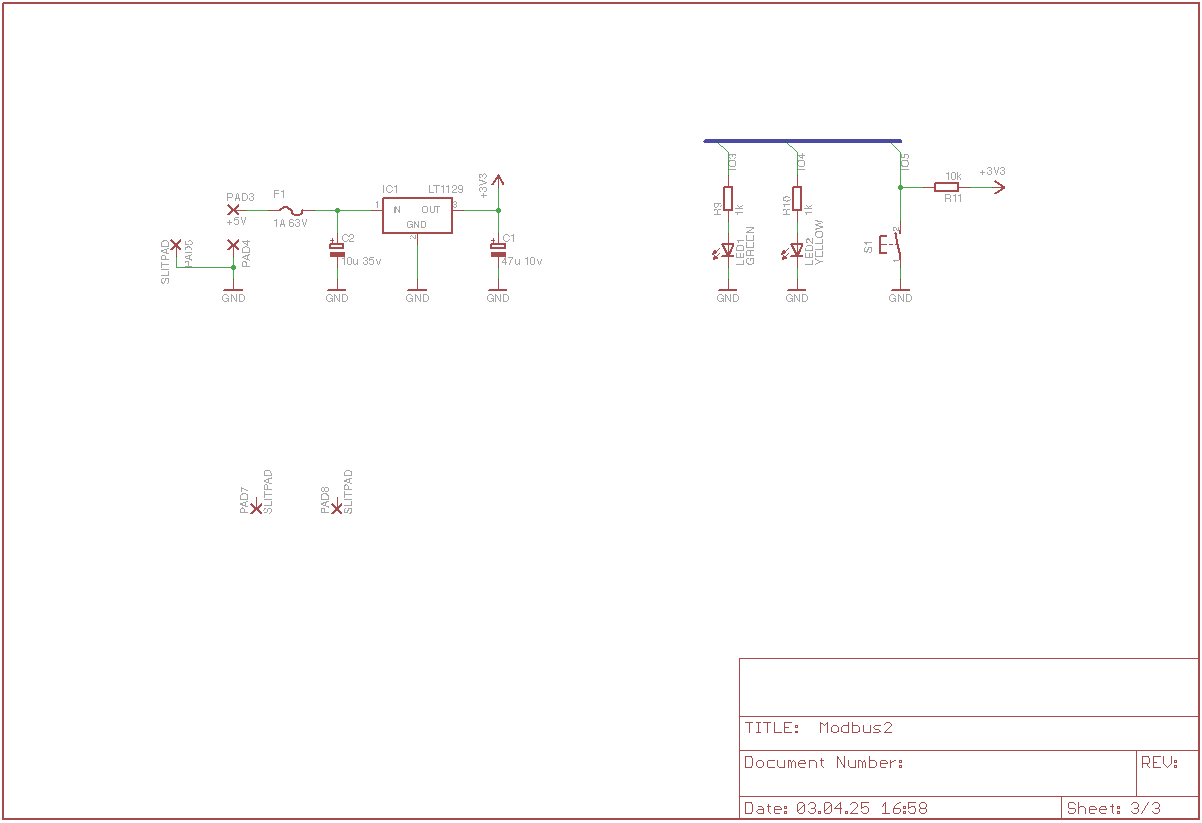 PAD3
F1
+5V
1A 63V
IC1
LT1129
1
IN
OUT
3
GND
2
+3V3
SLITPAD
PAD5
PAD4
C2
10u 35v
C1
47u 10v
GND
GND
GND
GND
IO3
IO4
IO5
R9
1k
R10
1k
10k
R11
+3V3
LED1
GREEN
LED2
YELLOW
S1
2
1
GND
GND
GND
PAD7
SLITPAD
PAD8
SLITPAD
TITLE: Modbus2
Document Number:
REV:
Date: 03.04.25 16:58
Sheet: 3/3